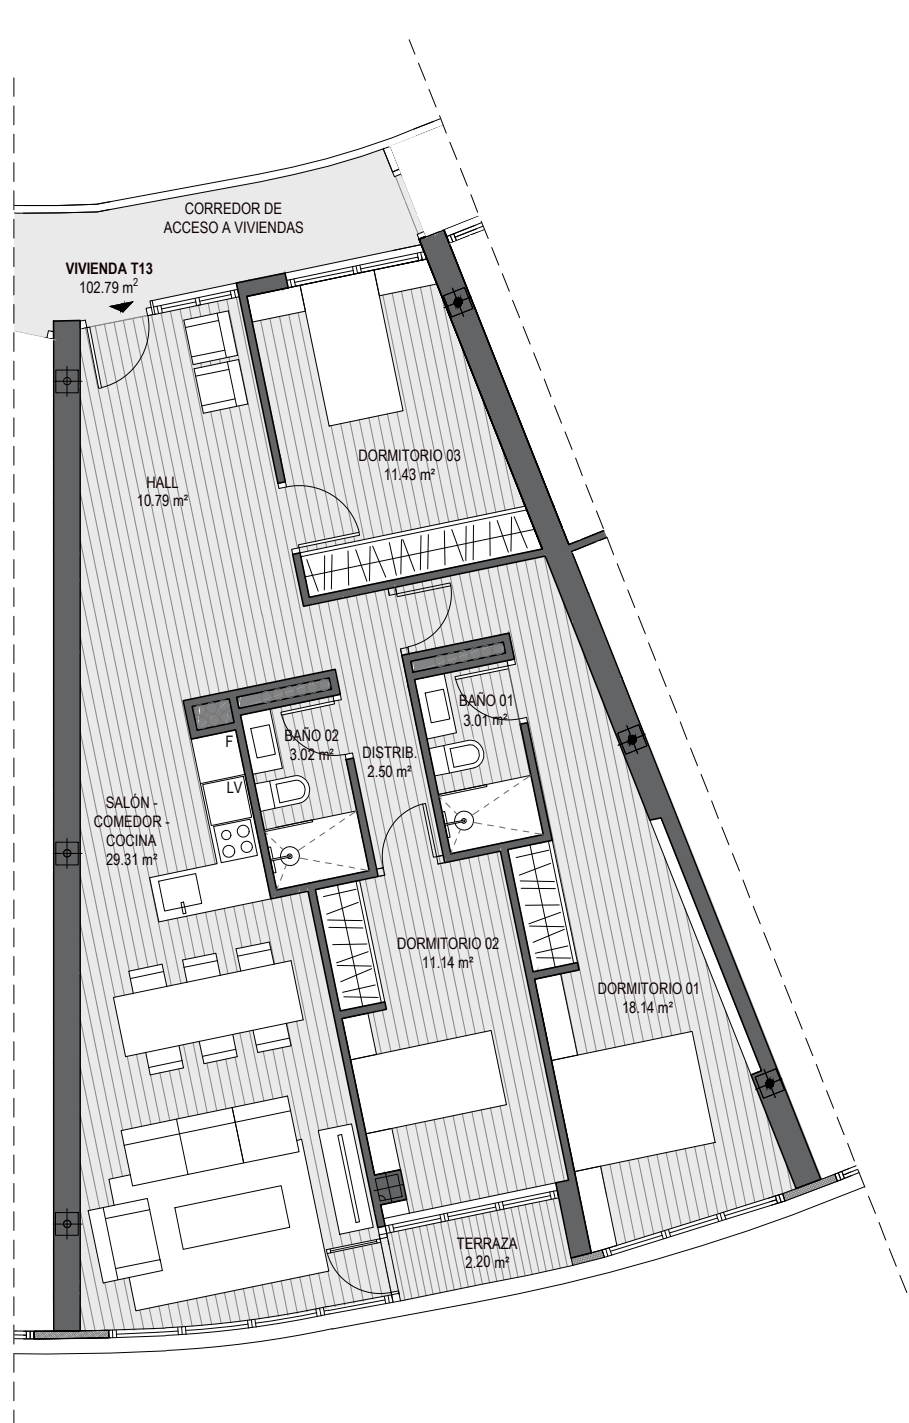 CORREDOR DE
ACCESO A VIVIENDAS
VIVIENDA T13
102.79 m²
DORMITORIO 03
11.43 m²
HALL
10.79 m²
BAÑO 01
3.01 m²
BAÑO 02
3.02 m²
DISTRIB.
2.50 m²
F
LV
SALÓN -
COMEDOR -
COCINA
29.31 m²
DORMITORIO 02
11.14 m²
DORMITORIO 01
18.14 m²
TERRAZA
2.20 m²